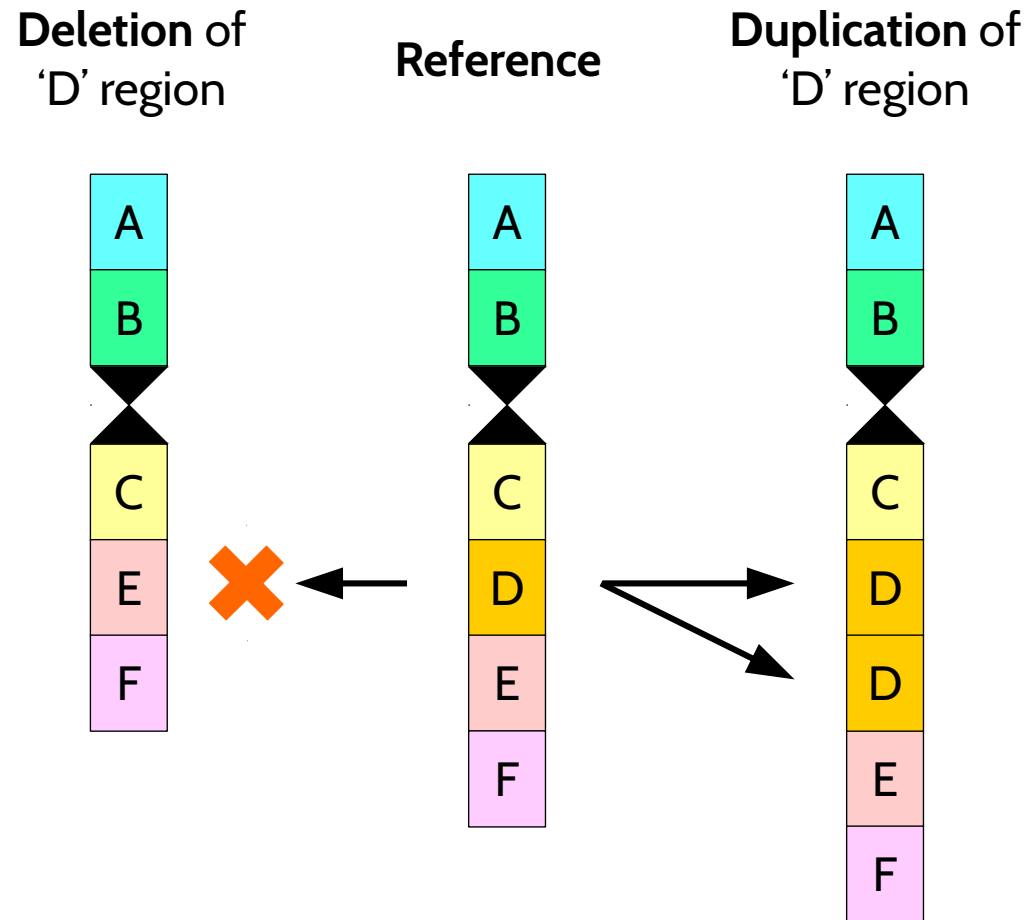 Deletion of
‘D’ region
Reference
Duplication of
‘D’ region
A
B
C
E
F
A
B
C
D
E
F
A
B
C
D
D
E
F